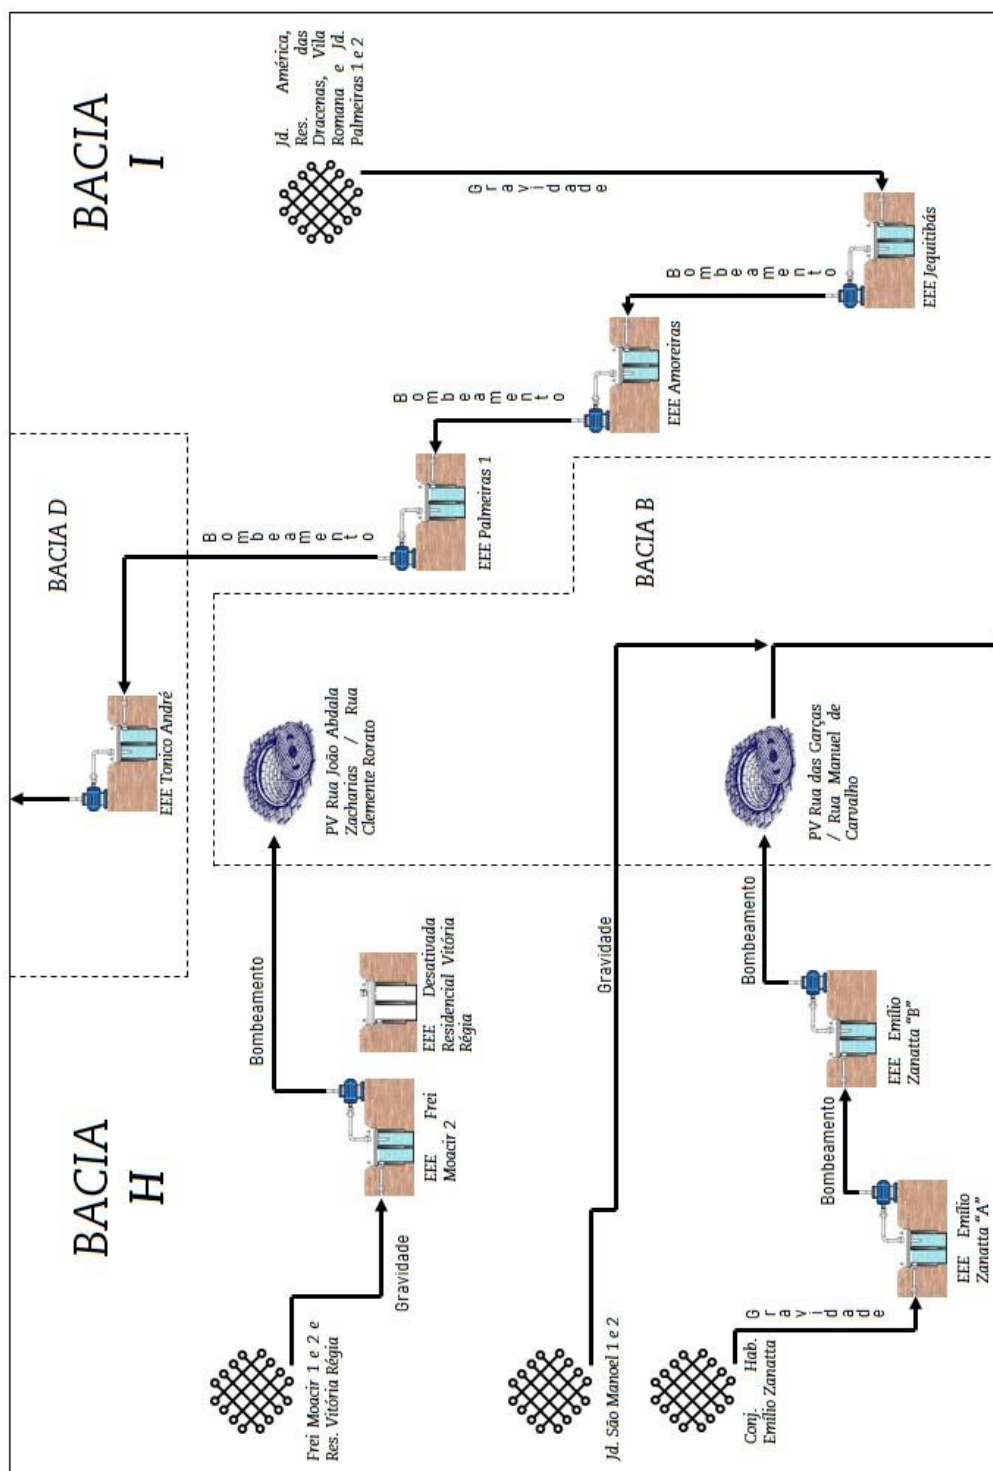 BACIA
H
BACIA
I
BACIA D
BACIA B
EEE Tonico André
Bombeamento
Jd. América,
Res. das
Dracenas, Vila
Romana e Jd.
Palmeiras 1 e 2
Gravidade
EEE Jequitibás
Bombeamento
EEE Amoreiras
Bombeamento
EEE Palmeiras 1
Frei Moacir 1 e 2 e
Res. Vitória Régia
Gravidade
EEE Frei
Moacir 2
EEE Desativada
Residencial Vitória
Régia
Bombeamento
PV Rua João Abdala
Zacharias / Rua
Clemente Rorato
Jd. São Manoel 1 e 2
Gravidade
Conj. Hab.
Emílio Zanatta
Gravidade
EEE Emílio
Zanatta “A”
Bombeamento
EEE Emílio
Zanatta “B”
Bombeamento
PV Rua das Garças
/ Rua Manuel de
Carvalho